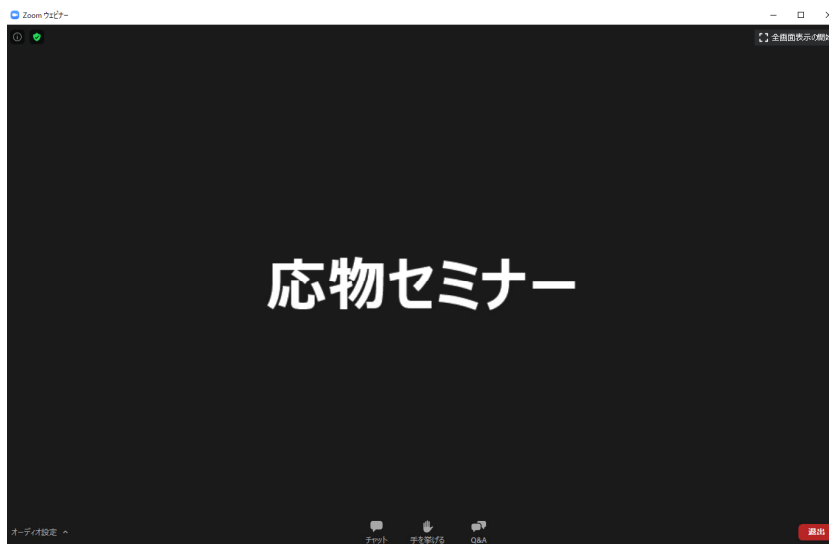 Zoom ウェビナー
全画面表示の開始
応物セミナー
オーディオ設定
チャット
手を挙げる
Q&A
退出